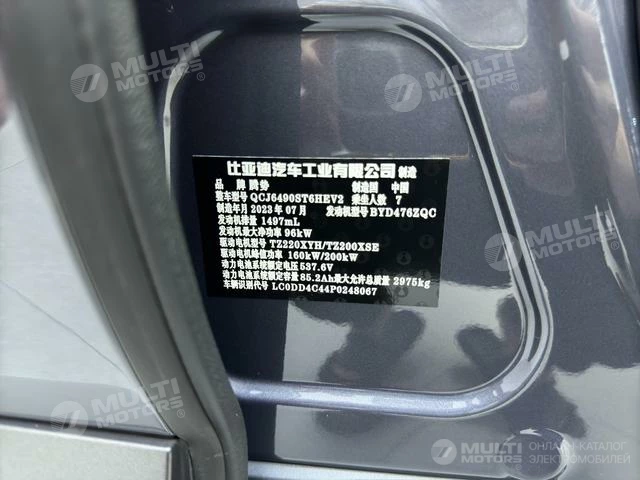 MULTI
MOTORS
MULTI
MOTORS
比亚迪汽车工业有限公司 制造
品 牌 腾势 制造国 中国
整车型号 QCJ6490ST6HEV2 乘坐人数 7
制造年月 2023年07月 发动机型号 BYD476ZQC
发动机排量 1497mL
发动机最大净功率 96kW
驱动电机型号 TZ220XYH/TZ200XSE
驱动电机峰值功率 160kW/200kW
动力电池系统额定电压 537.6V
动力电池系统额定容量 85.2Ah 最大允许总质量 2975kg
车辆识别代号 LC0DD4C44P0248067
MULTI
MOTORS
MULTI
MOTORS
MULTI
MOTORS
ОНЛАЙН-КАТАЛОГ
ЭЛЕКТРОМОБИЛЕЙ